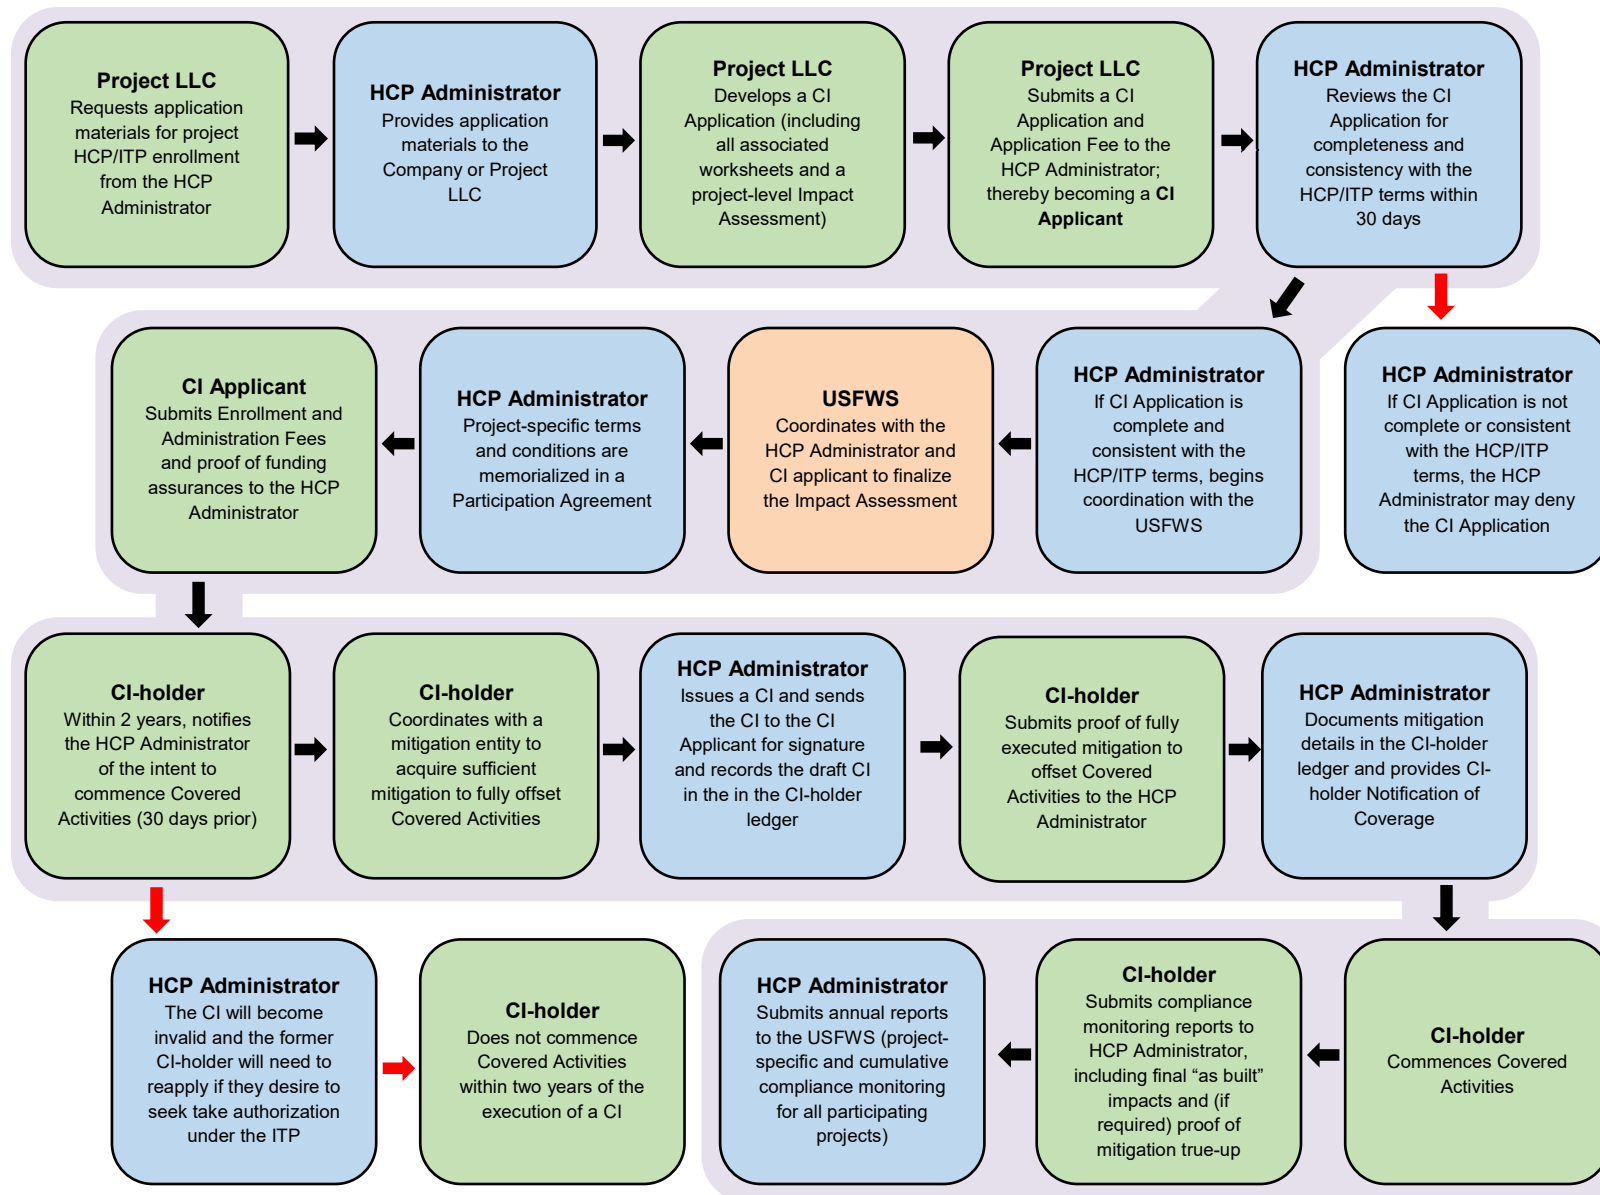 Project LLC
Requests application
materials for project
HCP/ITP enrollment
from the HCP
Administrator
HCP Administrator
Provides application
materials to the
Company or Project
LLC
Project LLC
Develops a CI
Application (including
all associated
worksheets and a
project-level Impact
Assessment)
Project LLC
Submits a CI
Application and
Application Fee to the
HCP Administrator;
thereby becoming a CI
Applicant
HCP Administrator
Reviews the CI
Application for
completeness and
consistency with the
HCP/ITP terms within
30 days
CI Applicant
Submits Enrollment and
Administration Fees
and proof of funding
assurances to the HCP
Administrator
HCP Administrator
Project-specific terms
and conditions are
memorialized in a
Participation Agreement
USFWS
Coordinates with the
HCP Administrator and
CI applicant to finalize
the Impact Assessment
HCP Administrator
If CI Application is
complete and
consistent with the
HCP/ITP terms, begins
coordination with the
USFWS
HCP Administrator
If CI Application is not
complete or consistent
with the HCP/ITP
terms, the HCP
Administrator may deny
the CI Application
CI-holder
Within 2 years, notifies
the HCP Administrator
of the intent to
commence Covered
Activities (30 days prior)
CI-holder
Coordinates with a
mitigation entity to
acquire sufficient
mitigation to fully offset
Covered Activities
HCP Administrator
Issues a CI and sends
the CI to the CI
Applicant for signature
and records the draft CI
in the in the CI-holder
ledger
CI-holder
Submits proof of fully
executed mitigation to
offset Covered
Activities to the HCP
Administrator
HCP Administrator
Documents mitigation
details in the CI-holder
ledger and provides CI-
holder Notification of
Coverage
HCP Administrator
The CI will become
invalid and the former
CI-holder will need to
reapply if they desire to
seek take authorization
under the ITP
CI-holder
Does not commence
Covered Activities
within two years of the
execution of a CI
HCP Administrator
Submits annual reports
to the USFWS (project-
specific and cumulative
compliance monitoring
for all participating
projects)
CI-holder
Submits compliance
monitoring reports to
HCP Administrator,
including final “as built”
impacts and (if
required) proof of
mitigation true-up
CI-holder
Commences Covered
Activities